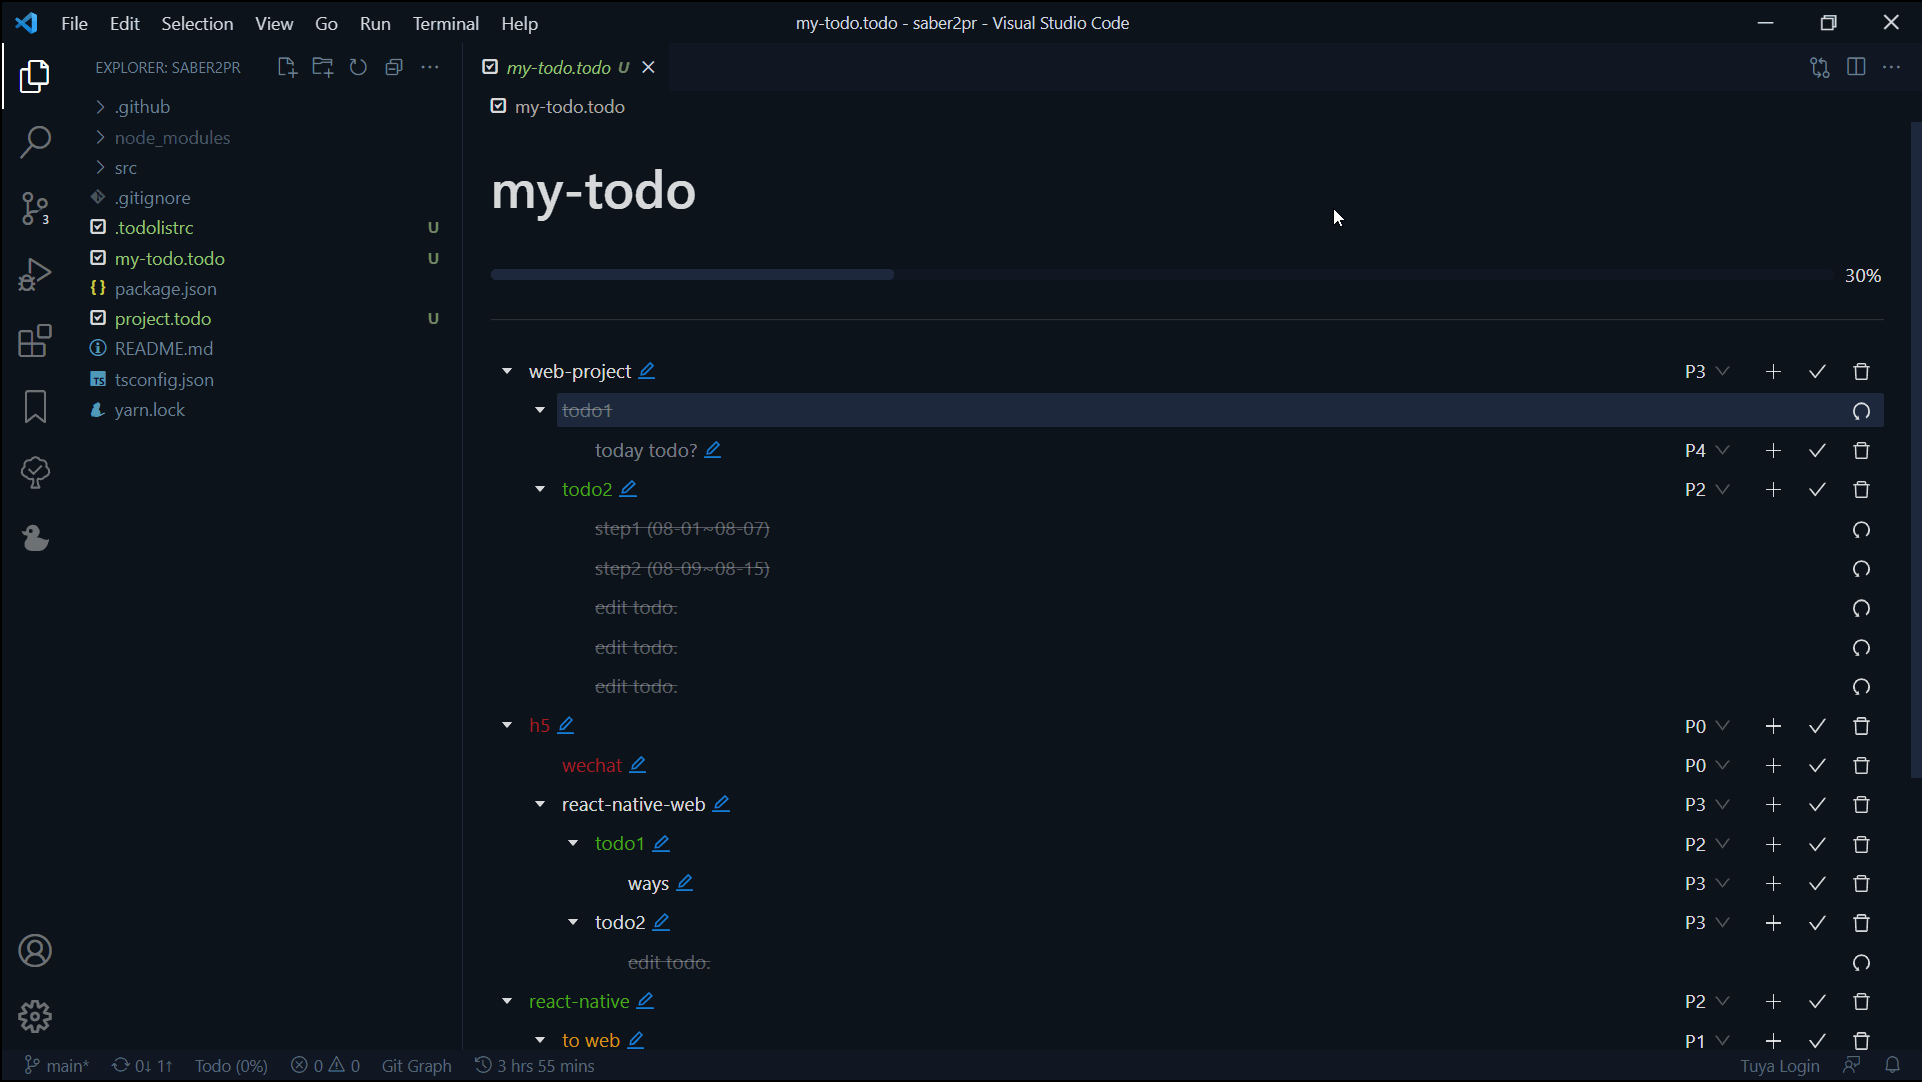 File Edit Selection View Go Run Terminal Help my-todo.todo - saber2pr - Visual Studio Code
EXPLORER: SABER2PR
.github
node_modules
src
.gitignore
.todolistrc U
my-todo.todo U
{} package.json
project.todo U
README.md
TS tsconfig.json
yarn.lock
3
my-todo.todo U
my-todo.todo
my-todo
30%
web-project P3
todo1
today todo? P4
todo2 P2
step1 (08-01~08-07)
step2 (08-09~08-15)
edit todo.
edit todo.
edit todo.
h5 P0
wechat P0
react-native-web P3
todo1 P2
ways P3
todo2 P3
edit todo.
react-native P2
to web P1
main* 0↓ 1↑ Todo (0%) 0 0 Git Graph 3 hrs 55 mins Tuya Login